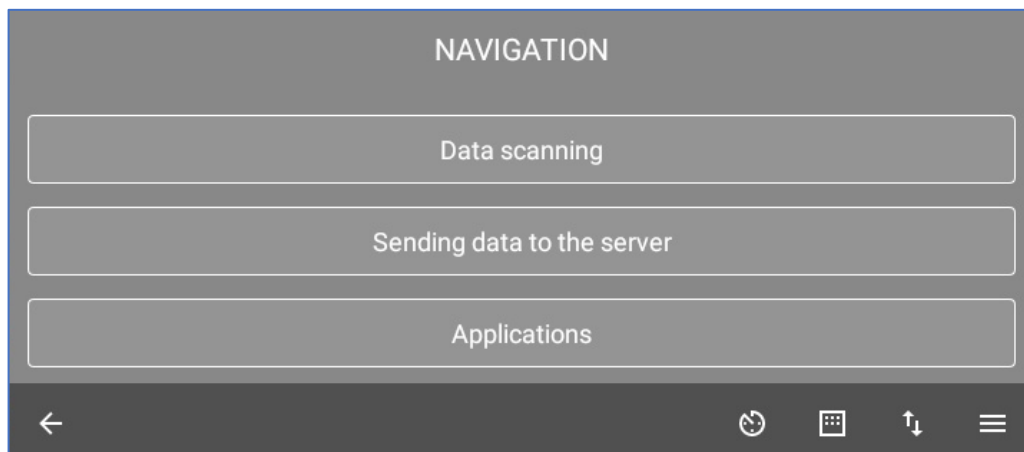 NAVIGATION
Data scanning
Sending data to the server
Applications